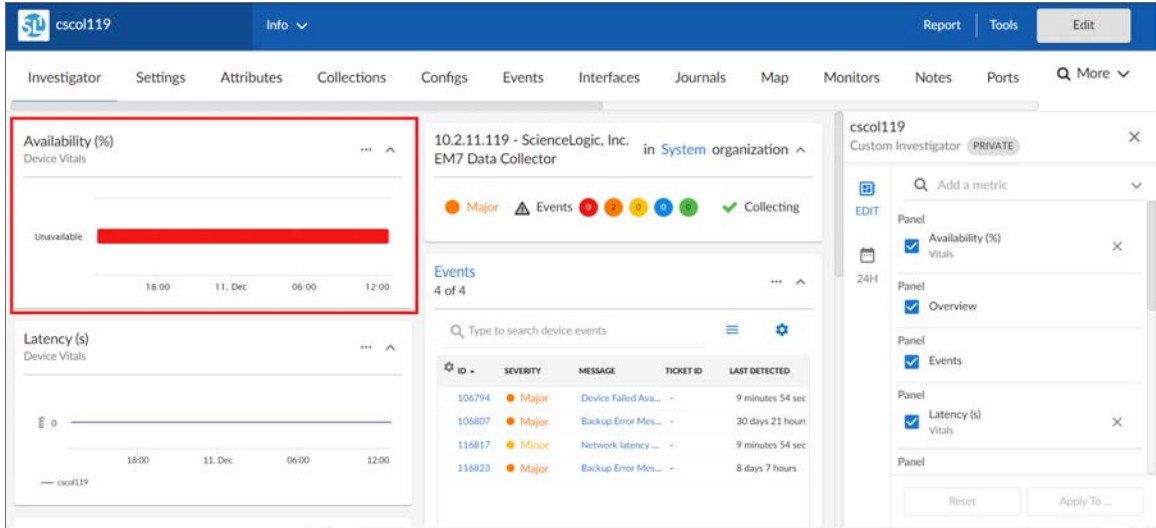 SL1 cscol119 Info Report Tools Edit
Investigator Settings Attributes Collections Configs Events Interfaces Journals Map Monitors Notes Ports More
Availability (%)
Device Vitals
Unavailable
18:00 11. Dec 06:00 12:00
Latency (s)
Device Vitals
ms
0
18:00 11. Dec 06:00 12:00
cscol119
10.2.11.119 - ScienceLogic, Inc.
EM7 Data Collector
in System organization
Major Events 0 2 0 0 0 Collecting
Events
4 of 4
Type to search device events
ID SEVERITY MESSAGE TICKET ID LAST DETECTED
106794 Major Device Failed Ava... - 9 minutes 54 sec
106807 Major Backup Error Mes... - 30 days 21 hours
116817 Minor Network latency ... - 9 minutes 54 sec
116823 Major Backup Error Mes... - 8 days 7 hours
cscol119
Custom Investigator PRIVATE
EDIT
24H
Add a metric
Panel
Availability (%)
Vitals
Panel
Overview
Panel
Events
Panel
Latency (s)
Vitals
Panel
Reset Apply To ...